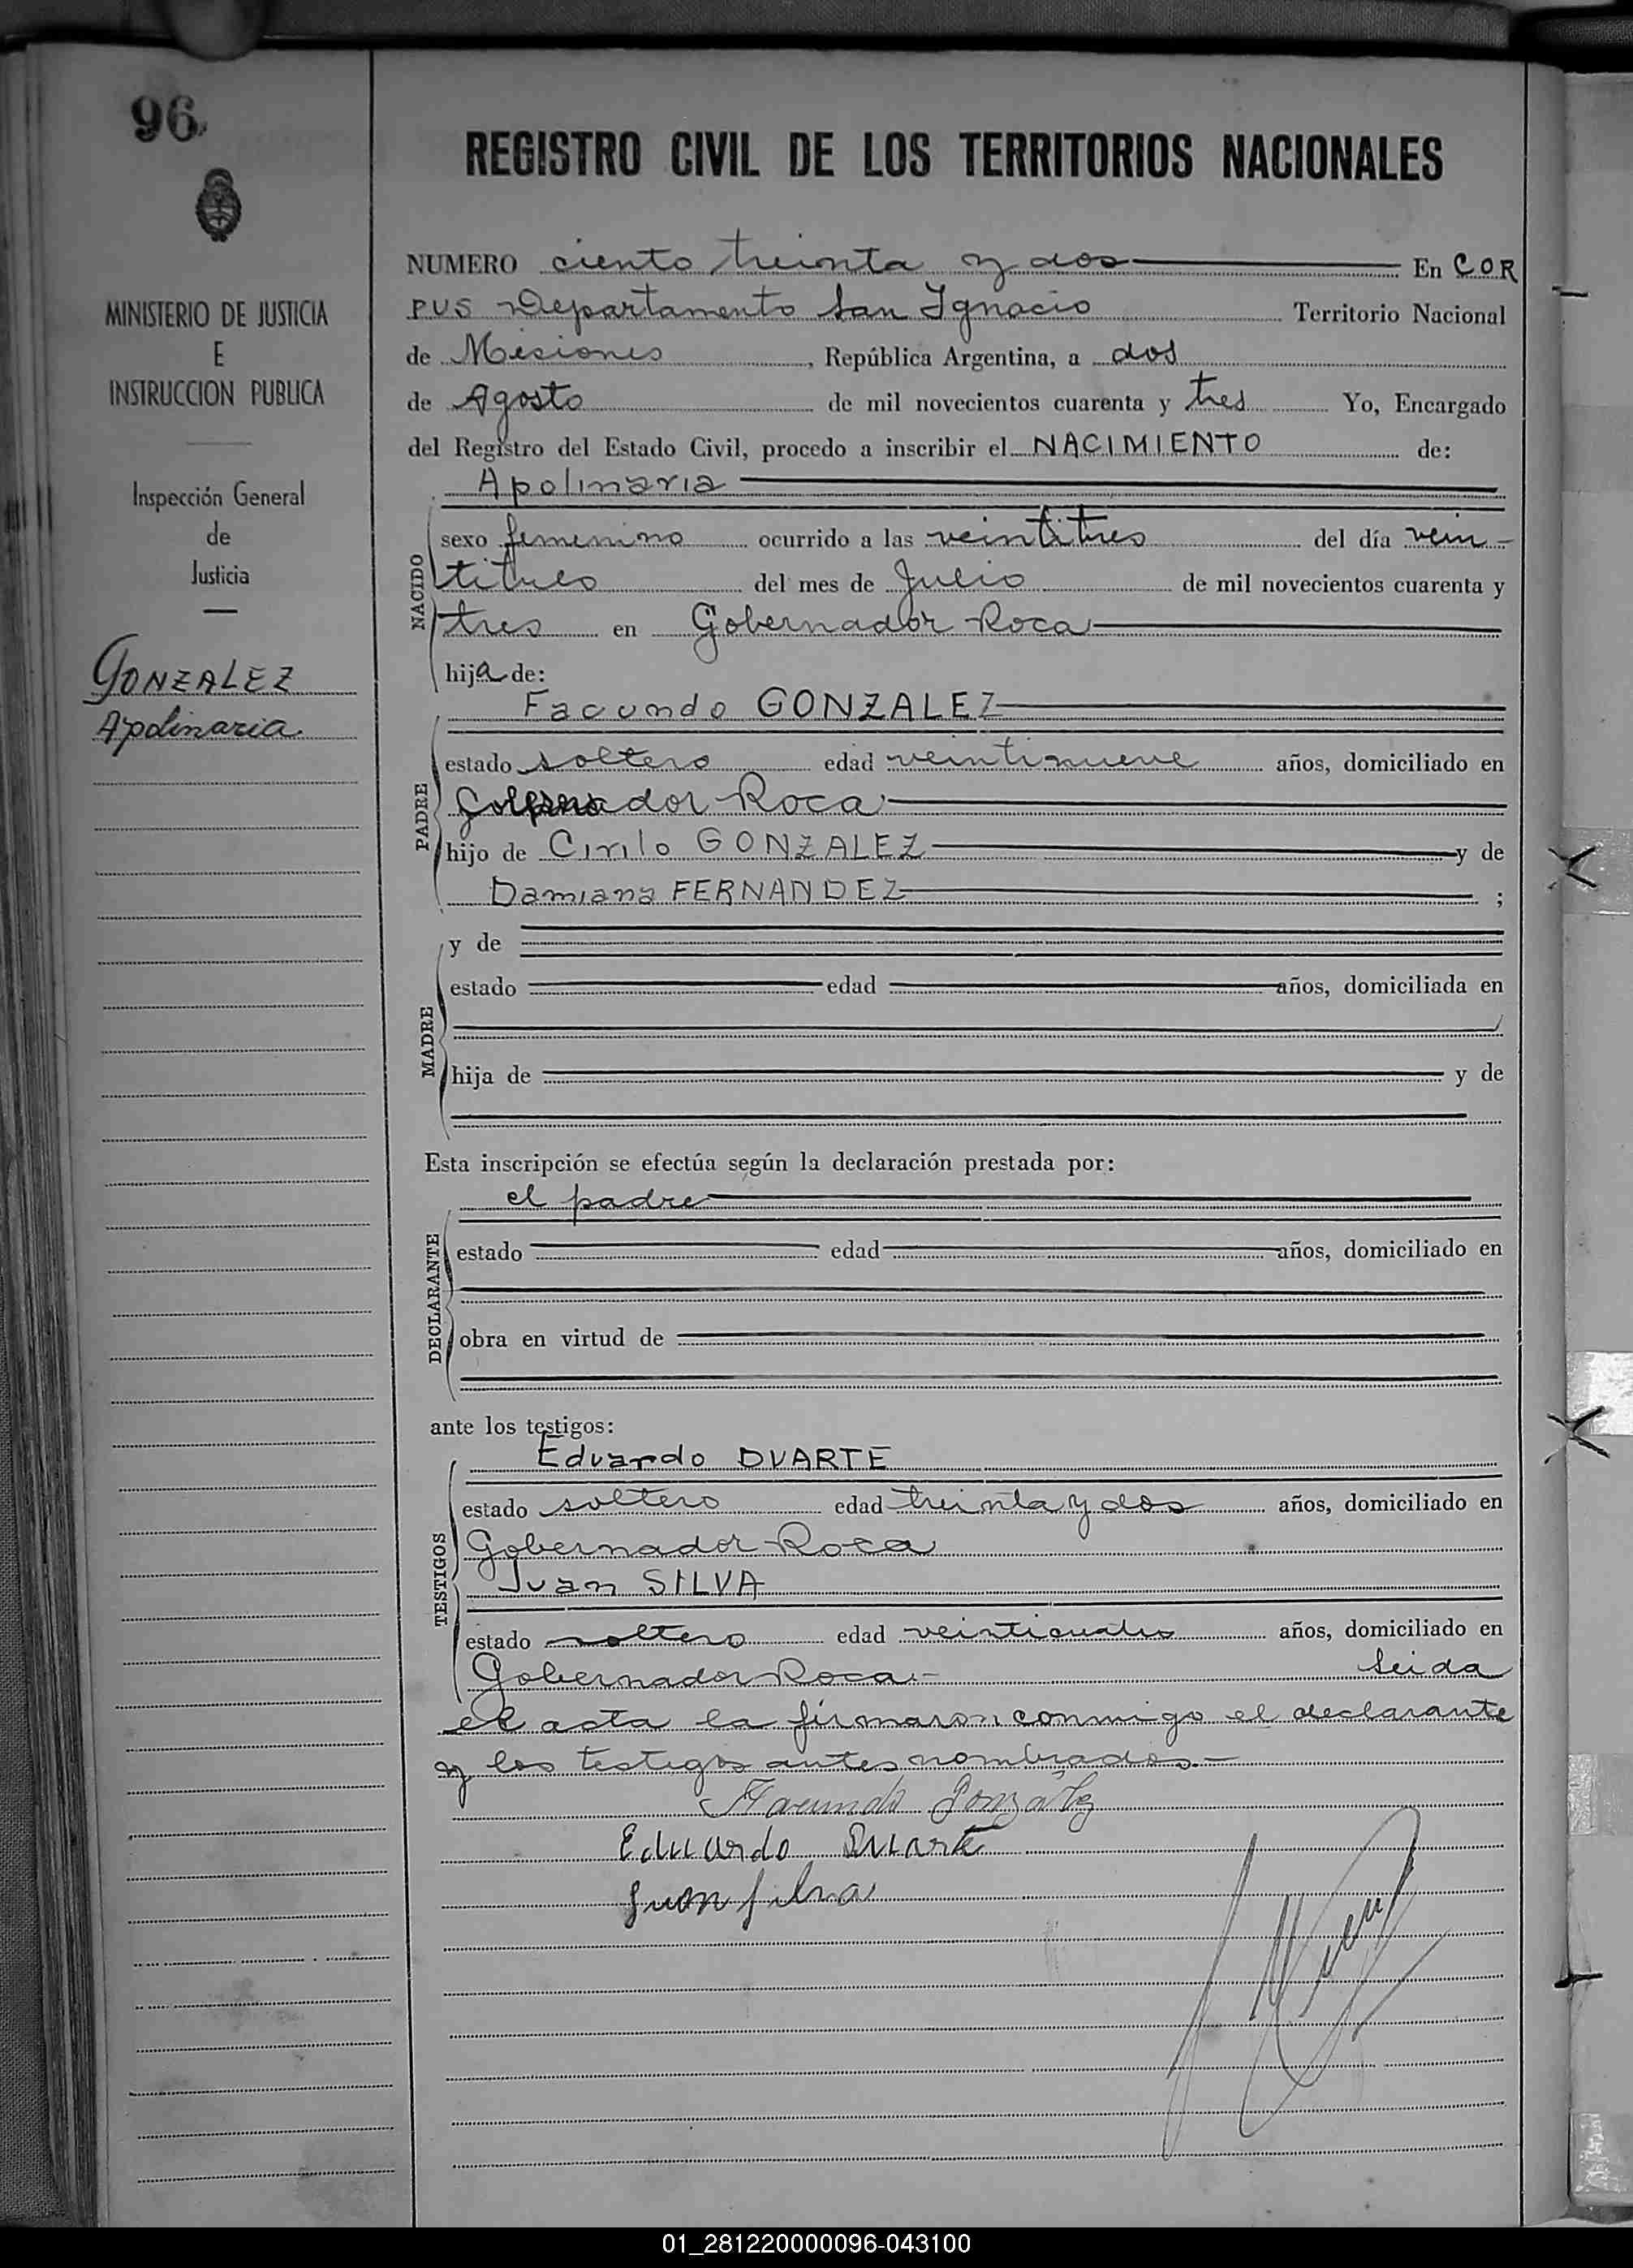 96
MINISTERIO DE JUSTICIA
E
INSTRUCCION PUBLICA
Inspección General
de
Justicia
GONZALEZ
Apolinaria
REGISTRO CIVIL DE LOS TERRITORIOS NACIONALES
NUMERO ciento treinta y dos En COR
PUS Departamento San Ignacio Territorio Nacional
de Misiones, República Argentina, a dos
de Agosto de mil novecientos cuarenta y tres Yo, Encargado
del Registro del Estado Civil, procedo a inscribir el NACIMIENTO de:
Apolinaria
NACIDO
sexo femenino ocurrido a las veintitres del día vein-
titres del mes de Julio de mil novecientos cuarenta y
tres en Gobernador Roca
hija de:
Facundo GONZALEZ
PADRE
estado soltero edad veintinueve años, domiciliado en
Gobernador Roca
hijo de Cirilo GONZALEZ y de
Damiana FERNANDEZ ;
MADRE
y de
estado edad años, domiciliada en
hija de y de
Esta inscripción se efectúa según la declaración prestada por:
el padre
DECLARANTE
estado edad años, domiciliado en
obra en virtud de
ante los testigos:
Eduardo DUARTE
TESTIGOS
estado soltero edad treinta y dos años, domiciliado en
Gobernador Roca
Juan SILVA
estado soltero edad veinticuatro años, domiciliado en
Gobernador Roca.- Leida
el acta la firmaron conmigo el declarante
y los testigos antes nombrados.-
Facundo González
Eduardo Duarte
Juan Silva
01_281220000096-043100